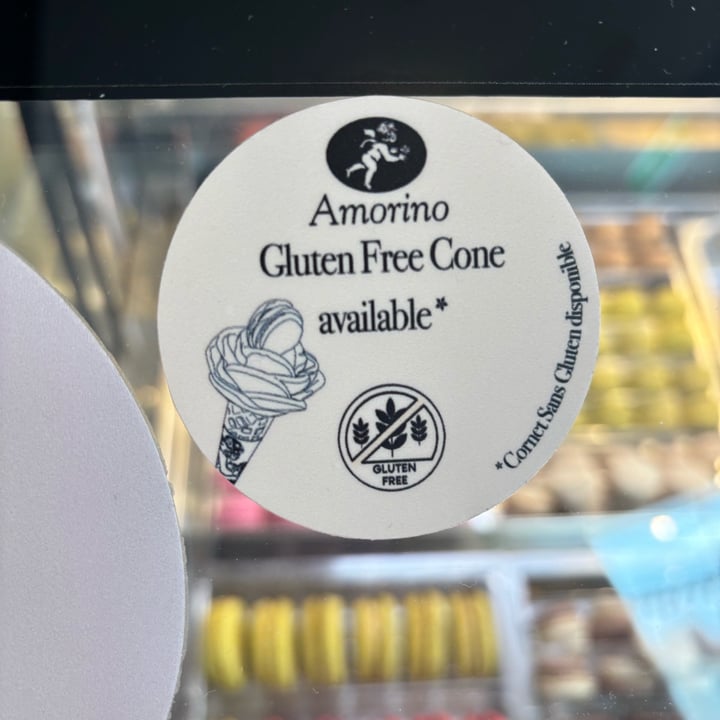 Amorino
Gluten Free Cone
available*
GLUTEN
FREE
*Cornet Sans Gluten disponible